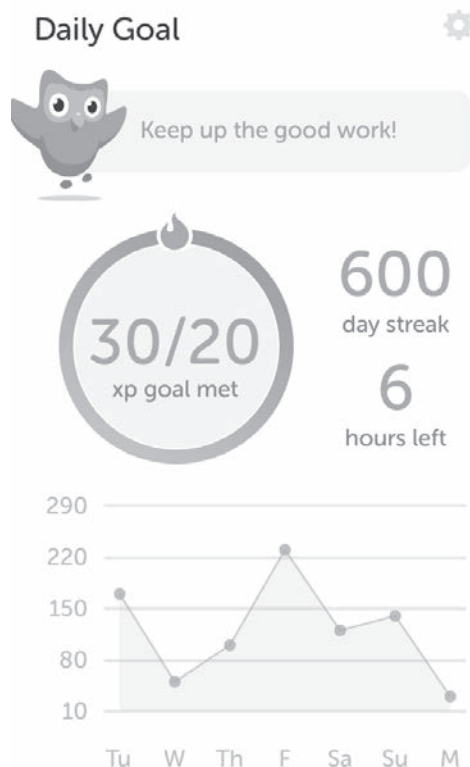 Daily Goal
Keep up the good work!
30/20
xp goal met
600
day streak
6
hours left
290
220
150
80
10
Tu W Th F Sa Su M